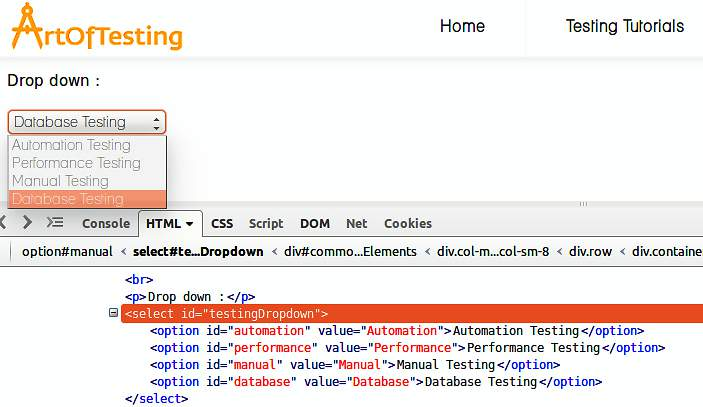 ArtOfTesting
Home Testing Tutorials
Drop down :
Database Testing
Automation Testing
Performance Testing
Manual Testing
Database Testing
Console HTML CSS Script DOM Net Cookies
option#manual < select#te...Dropdown < div#commo...Elements < div.col-m...col-sm-8 < div.row < div.container
<br>
<p>Drop down :</p>
<select id="testingDropdown">
<option id="automation" value="Automation">Automation Testing</option>
<option id="performance" value="Performance">Performance Testing</option>
<option id="manual" value="Manual">Manual Testing</option>
<option id="database" value="Database">Database Testing</option>
</select>